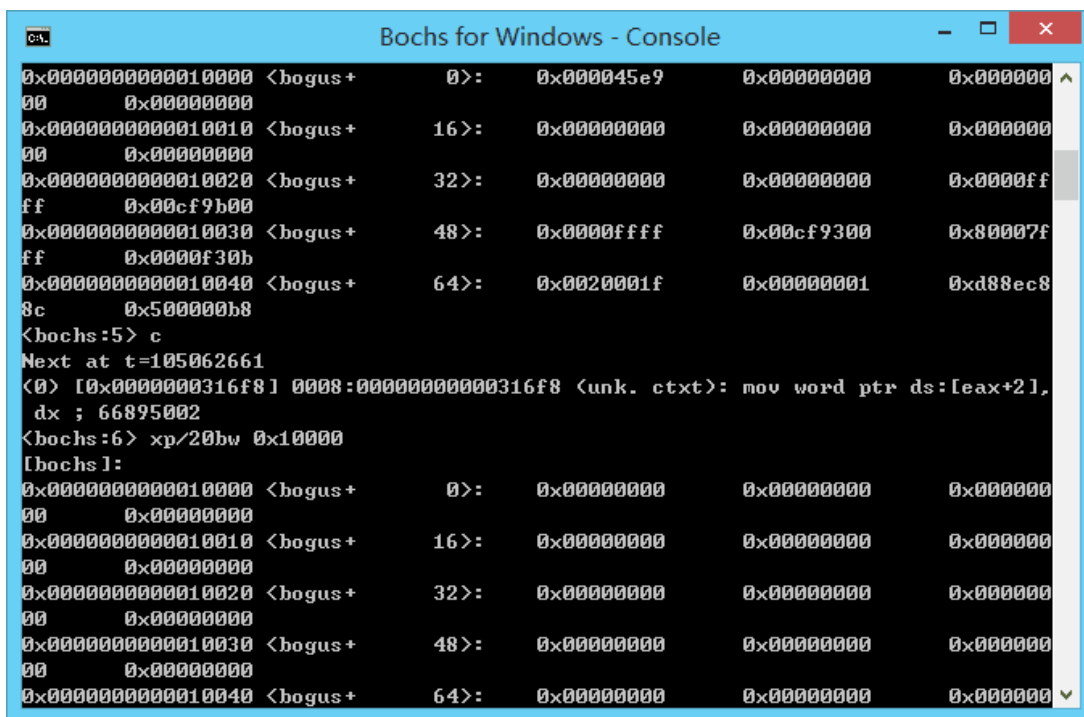 Bochs for Windows - Console
0x0000000000010000 <bogus+ 0>: 0x000045e9 0x00000000 0x000000
00 0x00000000
0x0000000000010010 <bogus+ 16>: 0x00000000 0x00000000 0x000000
00 0x00000000
0x0000000000010020 <bogus+ 32>: 0x00000000 0x00000000 0x0000ff
ff 0x00cf9b00
0x0000000000010030 <bogus+ 48>: 0x0000ffff 0x00cf9300 0x80007f
ff 0x0000f30b
0x0000000000010040 <bogus+ 64>: 0x0020001f 0x00000001 0xd88ec8
8c 0x500000b8
<bochs:5> c
Next at t=105062661
(0) [0x0000000316f8] 0008:00000000000316f8 (unk. ctxt): mov word ptr ds:[eax+2],
dx ; 66895002
<bochs:6> xp/20bw 0x10000
[bochs]:
0x0000000000010000 <bogus+ 0>: 0x00000000 0x00000000 0x000000
00 0x00000000
0x0000000000010010 <bogus+ 16>: 0x00000000 0x00000000 0x000000
00 0x00000000
0x0000000000010020 <bogus+ 32>: 0x00000000 0x00000000 0x000000
00 0x00000000
0x0000000000010030 <bogus+ 48>: 0x00000000 0x00000000 0x000000
00 0x00000000
0x0000000000010040 <bogus+ 64>: 0x00000000 0x00000000 0x000000